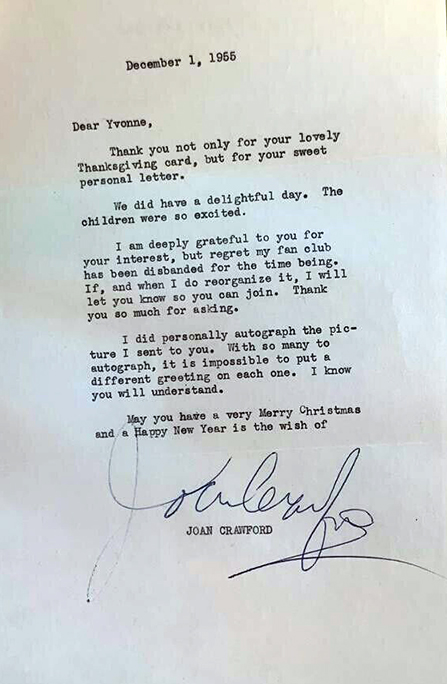 December 1, 1955
Dear Yvonne,
Thank you not only for your lovely
Thanksgiving card, but for your sweet
personal letter.
We did have a delightful day. The
children were so excited.
I am deeply grateful to you for
your interest, but regret my fan club
has been disbanded for the time being.
If, and when I do reorganize it, I will
let you know so you can join. Thank
you so much for asking.
I did personally autograph the pic-
ture I sent to you. With so many to
autograph, it is impossible to put a
different greeting on each one. I know
you will understand.
May you have a very Merry Christmas
and a Happy New Year is the wish of
Joan Crawford
JOAN CRAWFORD